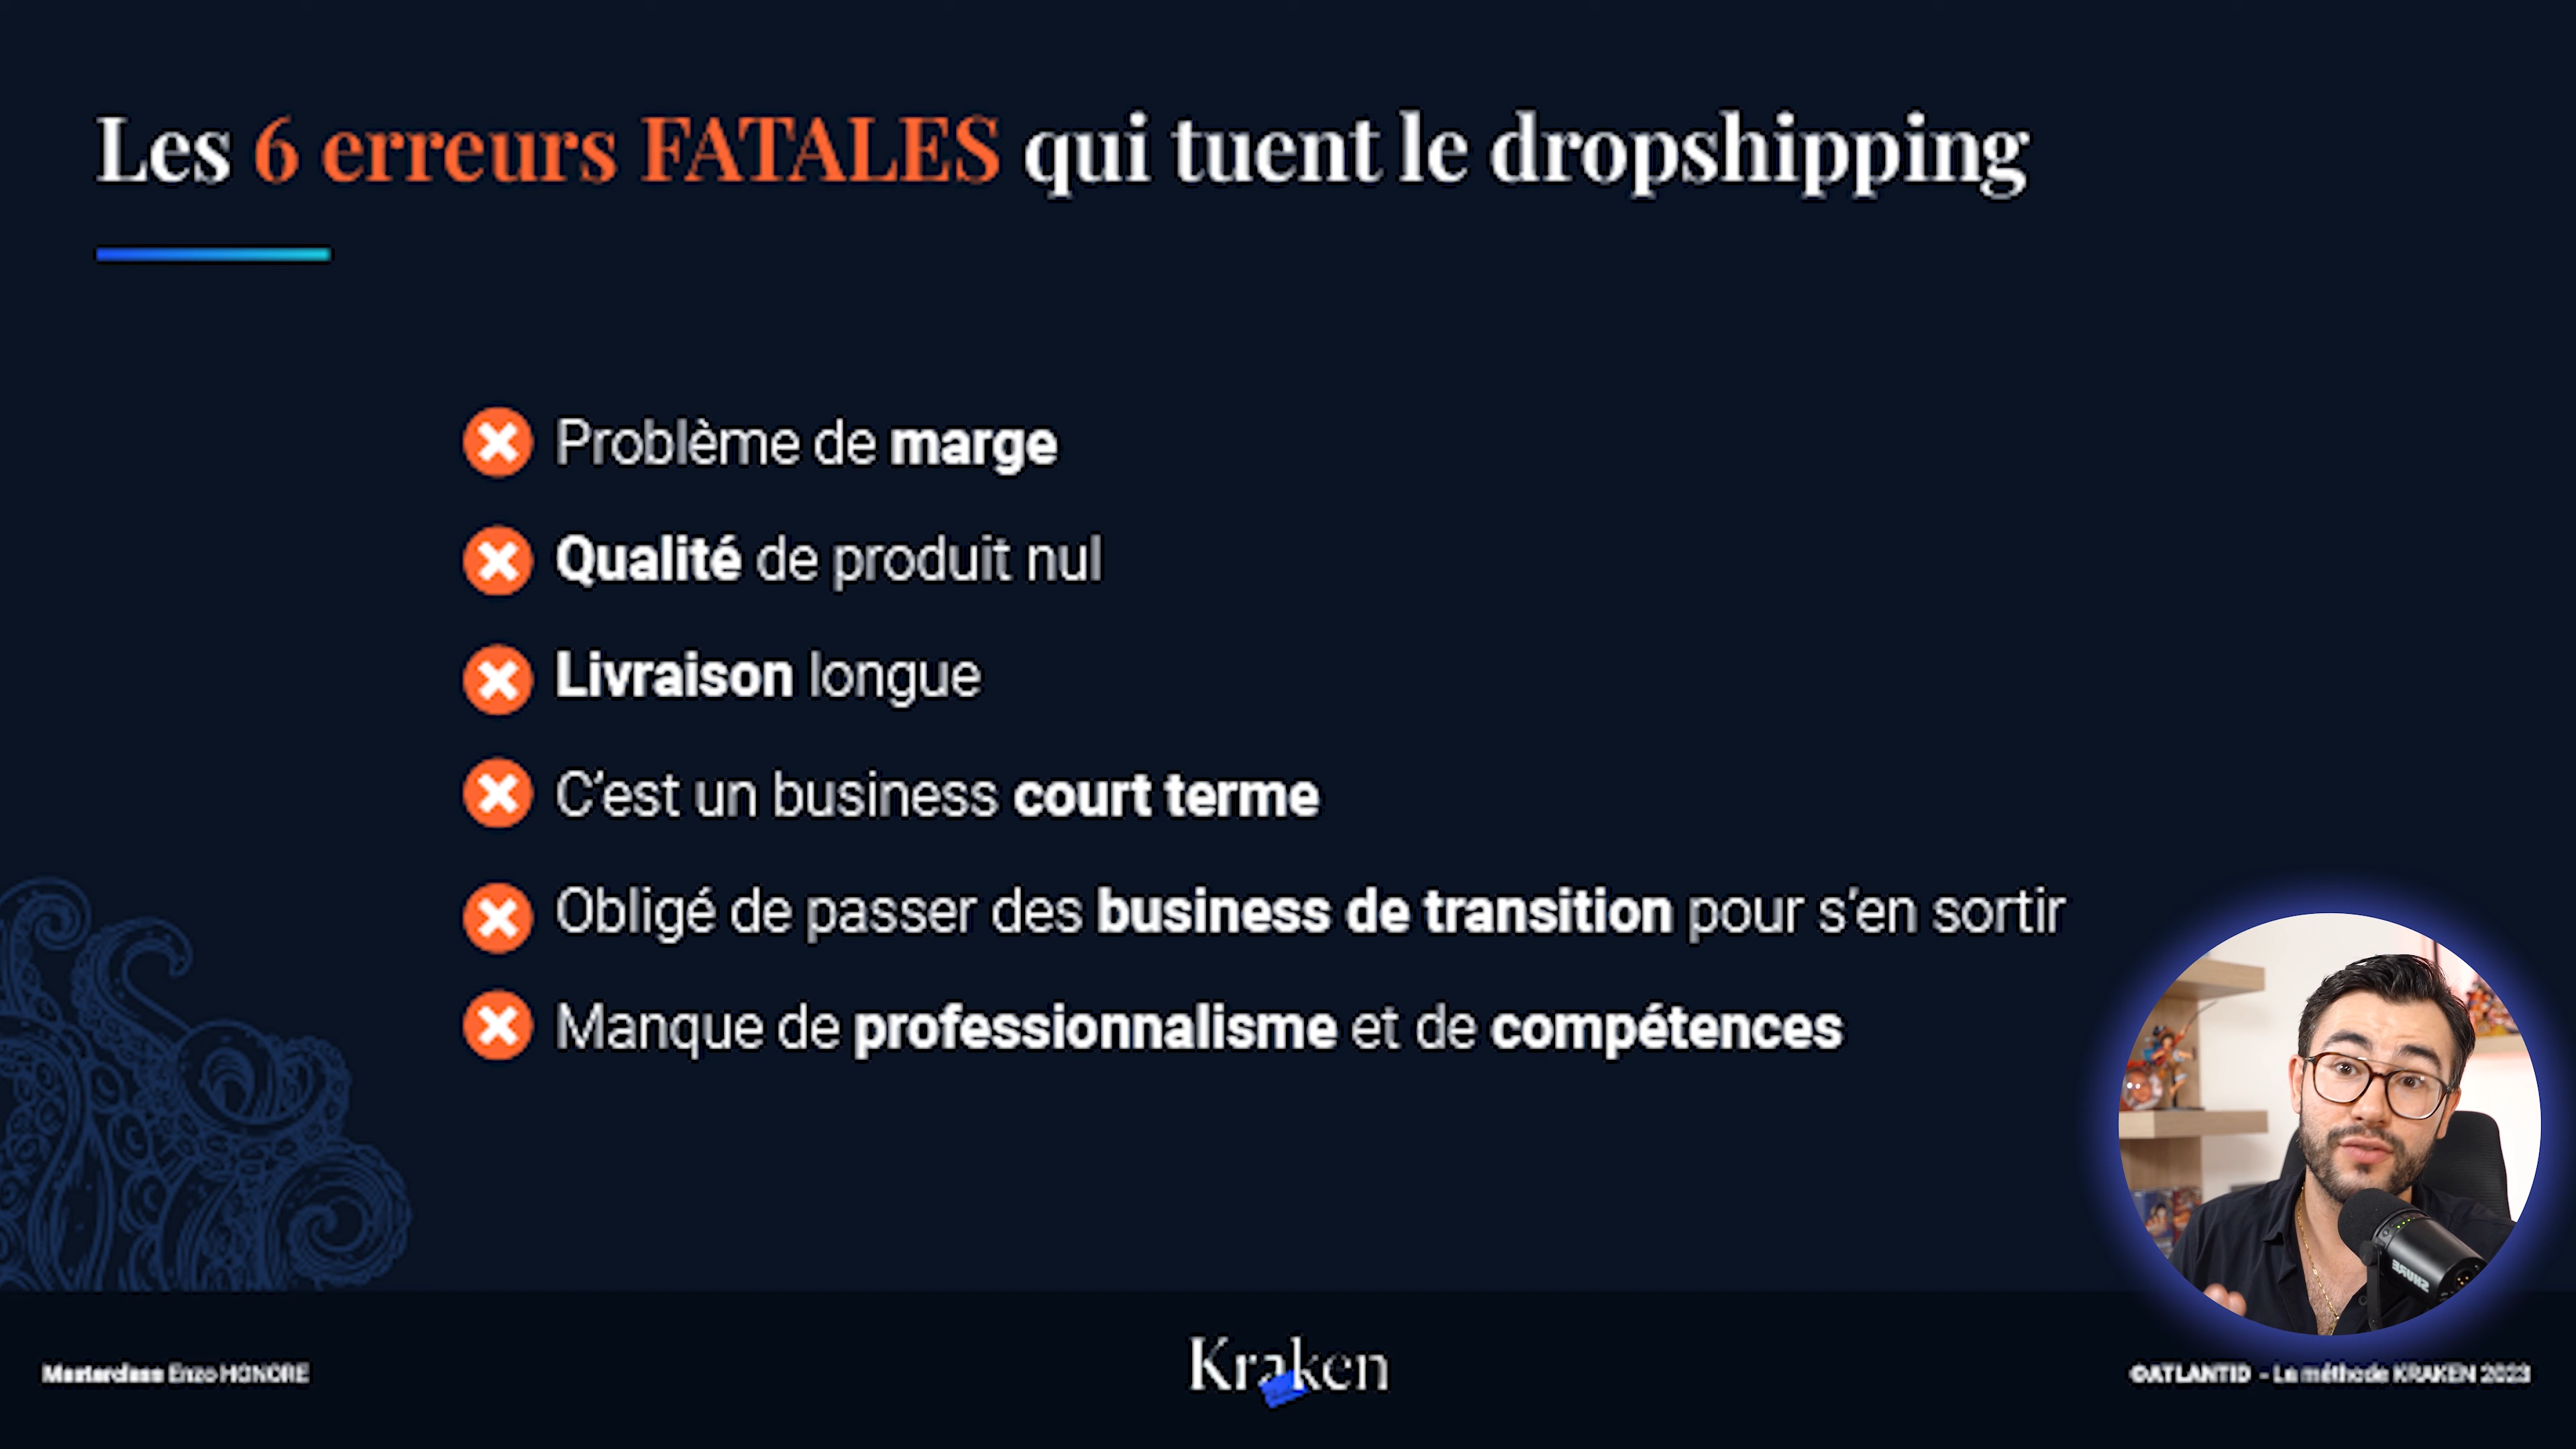 Les 6 erreurs FATALES qui tuent le dropshipping
Problème de marge
Qualité de produit nul
Livraison longue
C'est un business court terme
Obligé de passer des business de transition pour s'en sortir
Manque de professionnalisme et de compétences
SHURE
Masterclass Enzo HONORE
Kraken
©ATLANTID - La méthode KRAKEN 2023